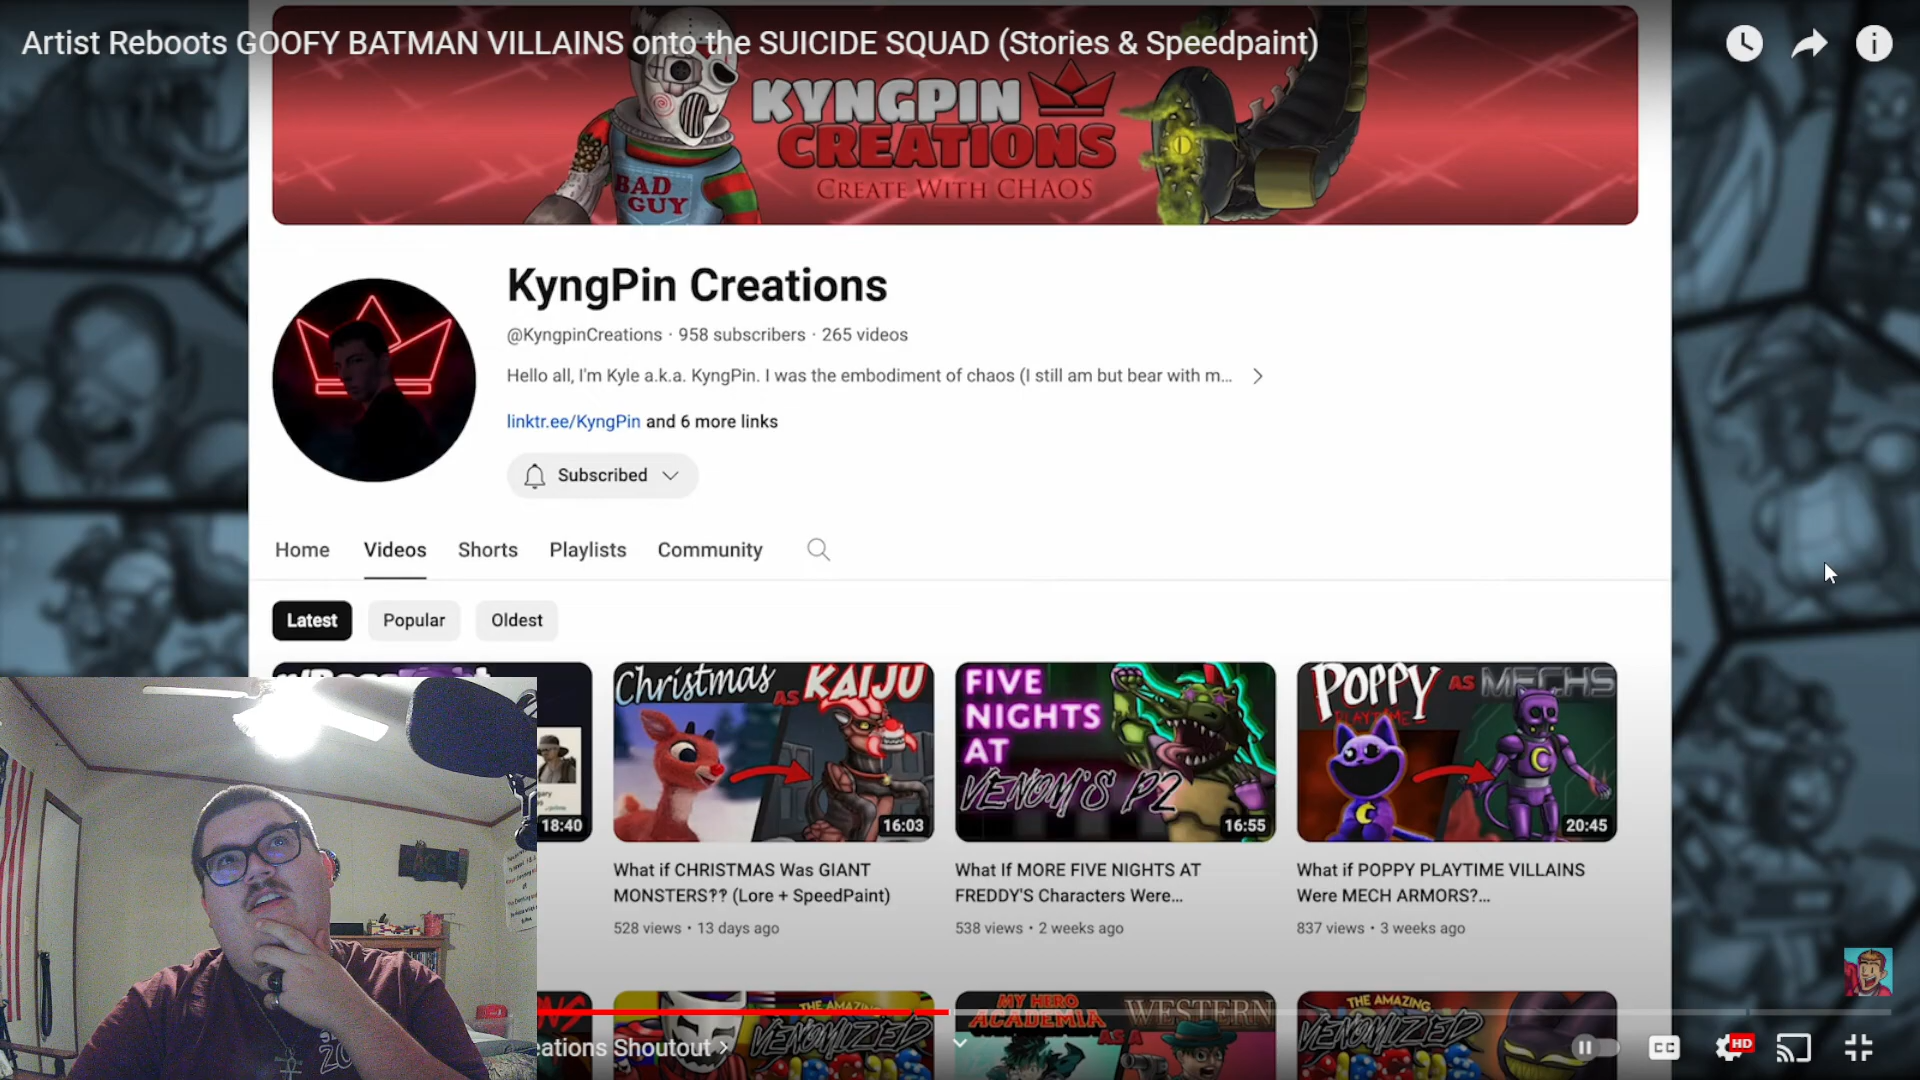 Artist Reboots GOOFY BATMAN VILLAINS onto the SUICIDE SQUAD (Stories & Speedpaint)
KYNGPIN
CREATIONS
CREATE WITH CHAOS
BAD
GUY
KyngPin Creations
@KyngpinCreations · 958 subscribers · 265 videos
Hello all, I'm Kyle a.k.a. KyngPin. I was the embodiment of chaos (I still am but bear with m...
linktr.ee/KyngPin and 6 more links
Subscribed
Home Videos Shorts Playlists Community
Latest Popular Oldest
18:40
Christmas AS KAIJU
16:03
FIVE
NIGHTS
AT
VENOM'S P2
16:55
POPPY AS MECHS
PLAYTIME
20:45
What if CHRISTMAS Was GIANT
MONSTERS?? (Lore + SpeedPaint)
528 views • 13 days ago
What If MORE FIVE NIGHTS AT
FREDDY'S Characters Were...
538 views • 2 weeks ago
What if POPPY PLAYTIME VILLAINS
Were MECH ARMORS?...
837 views • 3 weeks ago
THE AMAZING
VENOMIZED
MY HERO
ACADEMIA
AS A
WESTERN
THE AMAZING
VENOMIZED
eations Shoutout
CC
HD